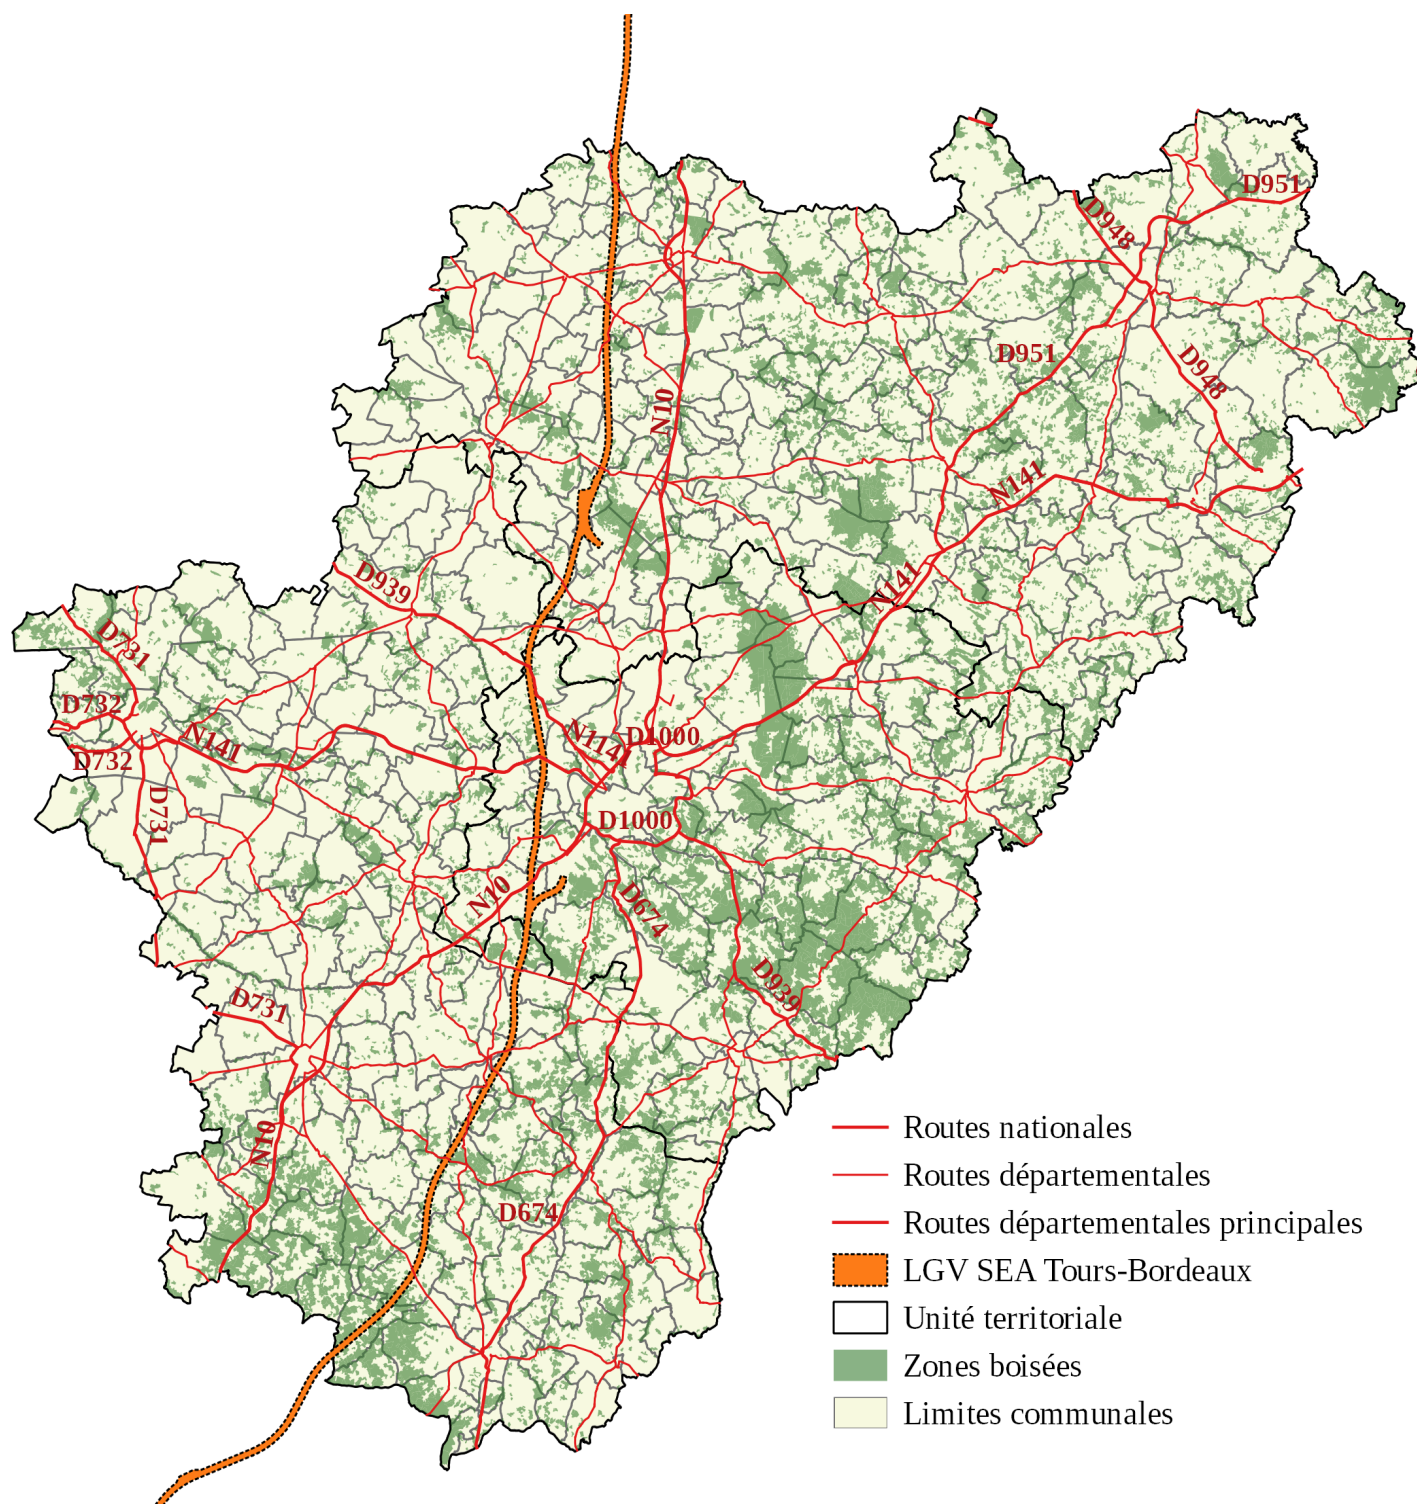 D951
D948
D951
D948
N10
N141
D939
N141
D731
D732
N141
D732
N1141
D1000
D731
D1000
N10
D674
D939
D731
N10
D674
Routes nationales
Routes départementales
Routes départementales principales
LGV SEA Tours-Bordeaux
Unité territoriale
Zones boisées
Limites communales